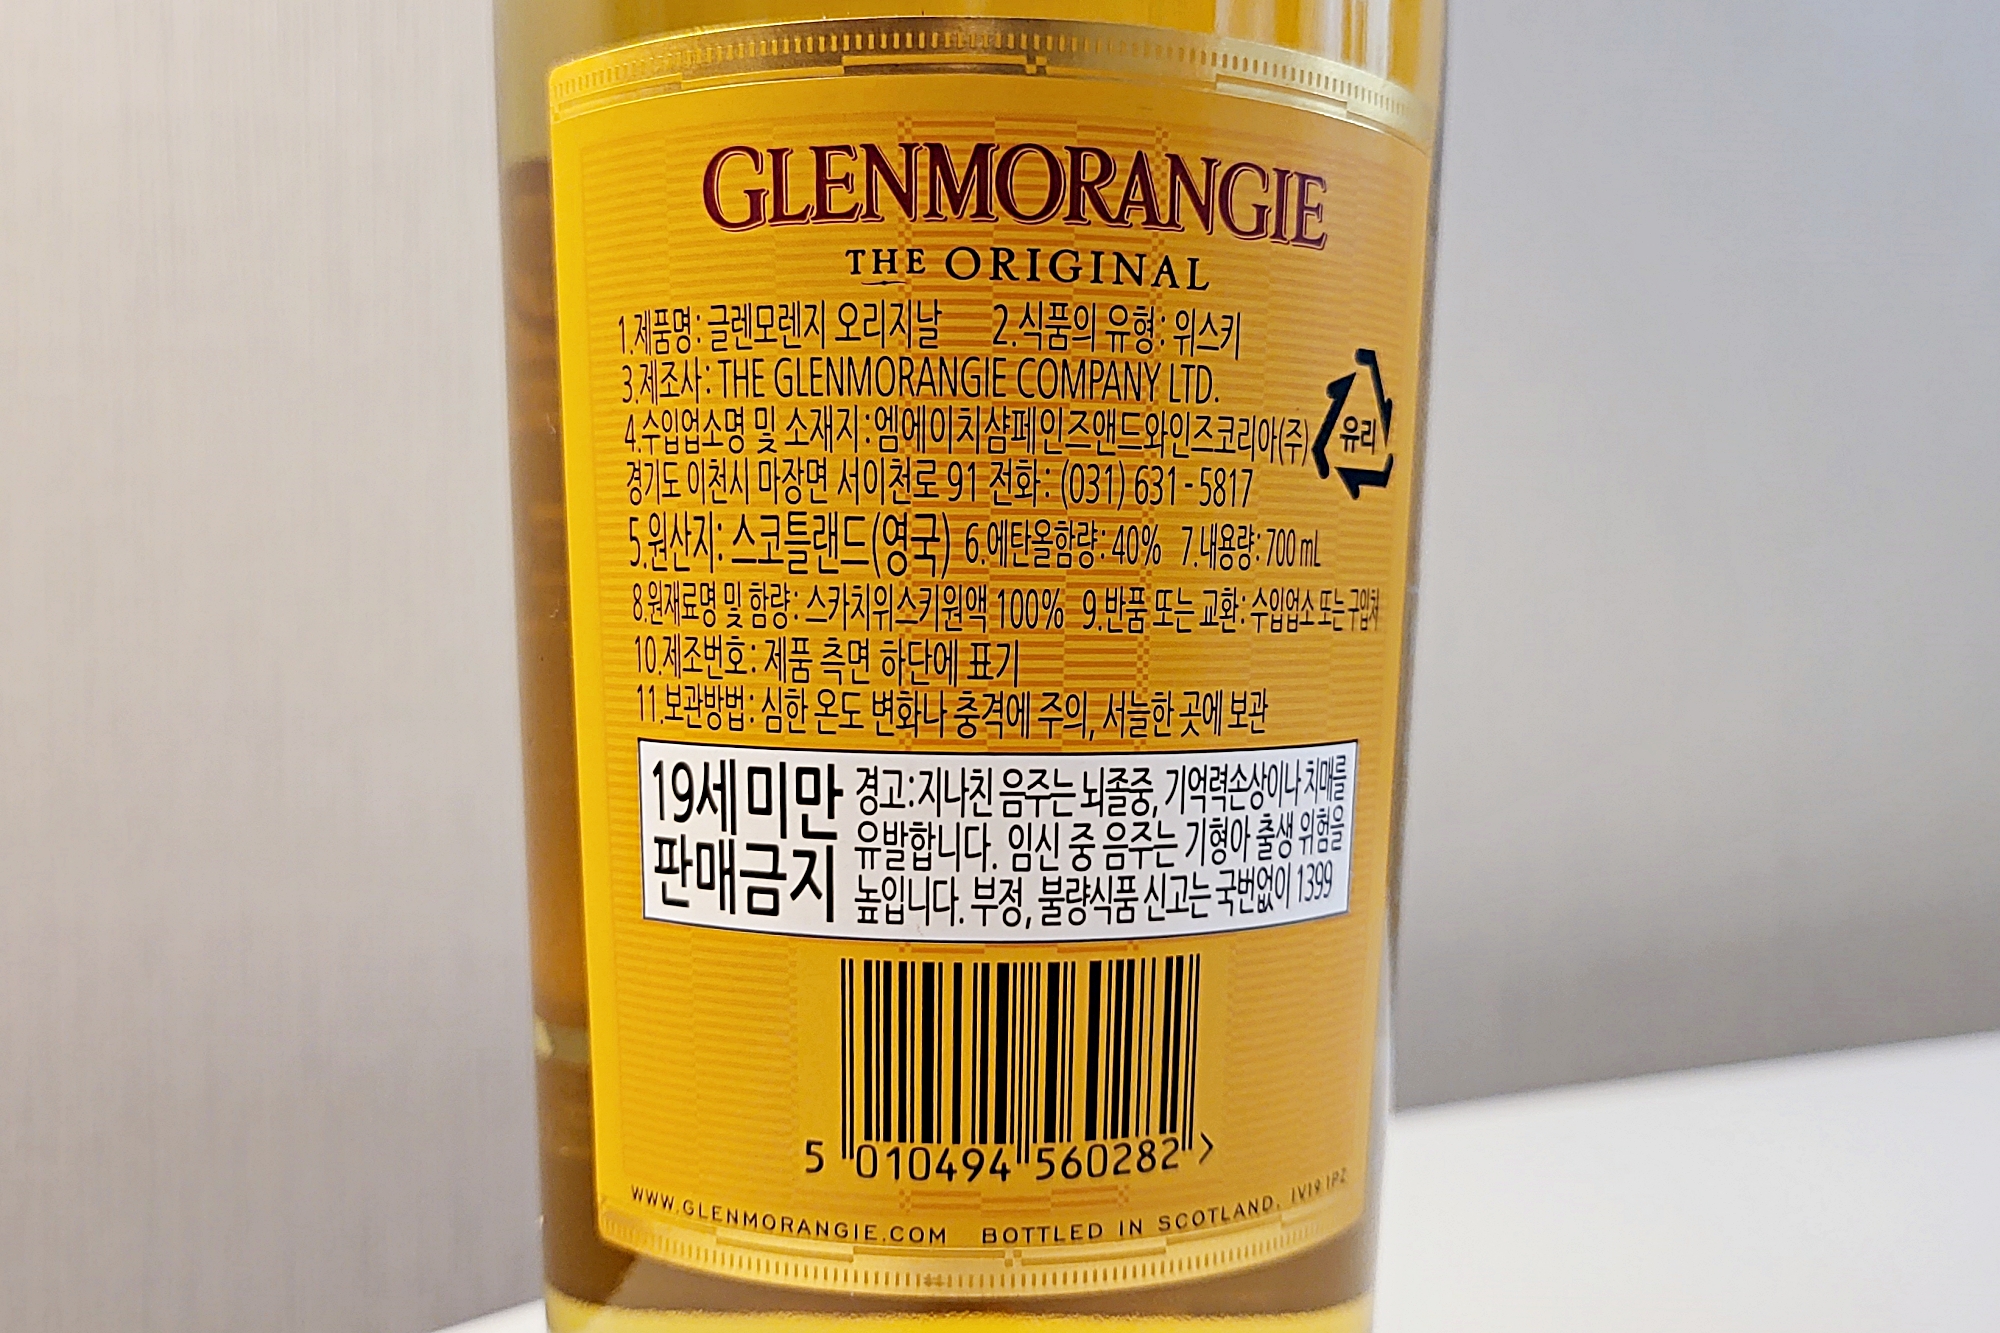 GLENMORANGIE
THE ORIGINAL
1.제품명: 글렌모렌지 오리지날 2.식품의 유형: 위스키
3.제조사: THE GLENMORANGIE COMPANY LTD.
4.수입업소명 및 소재지:엠에이치샴페인즈앤드와인즈코리아(주)
유리
경기도 이천시 마장면 서이천로 91 전화: (031) 631-5817
5.원산지: 스코틀랜드(영국) 6.에탄올함량: 40% 7.내용량: 700 mL
8.원재료명 및 함량: 스카치위스키원액 100% 9.반품 또는 교환: 수입업소 또는 구입처
10.제조번호: 제품 측면 하단에 표기
11.보관방법: 심한 온도 변화나 충격에 주의, 서늘한 곳에 보관
19세미만
판매금지
경고:지나친 음주는 뇌졸중, 기억력손상이나 치매를
유발합니다. 임신 중 음주는 기형아 출생 위험을
높입니다. 부정, 불량식품 신고는 국번없이 1399
5 010494 560282 >
WWW.GLENMORANGIE.COM BOTTLED IN SCOTLAND, IV19 1PZ